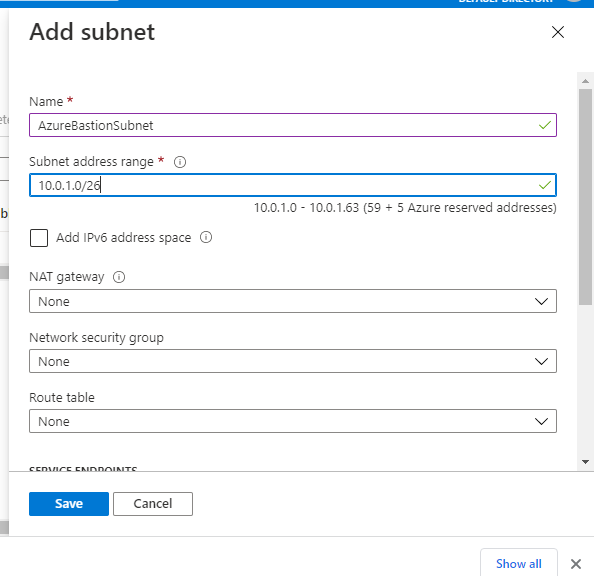 DEFAULT DIRECTORY
Add subnet
Name *
AzureBastionSubnet
Subnet address range *
10.0.1.0/26
10.0.1.0 - 10.0.1.63 (59 + 5 Azure reserved addresses)
Add IPv6 address space
NAT gateway
None
Network security group
None
Route table
None
SERVICE ENDPOINTS
Save
Cancel
Show all